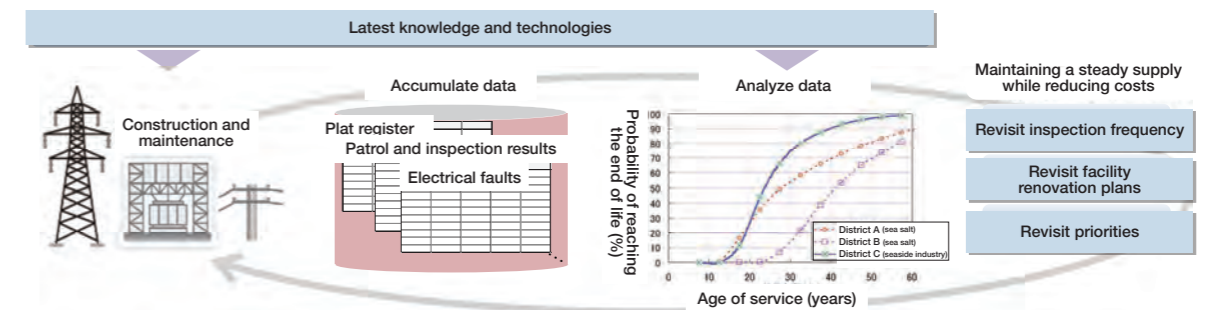 Latest knowledge and technologies
Construction and
maintenance
Accumulate data
Plat register
Patrol and inspection results
Electrical faults
Analyze data
Probability of reaching
the end of life (%)
100
90
80
70
60
50
40
30
20
10
0
0 10 20 30 40 50 60
District A (sea salt)
District B (sea salt)
District C (seaside industry)
Age of service (years)
Maintaining a steady supply
while reducing costs
Revisit inspection frequency
Revisit facility
renovation plans
Revisit priorities